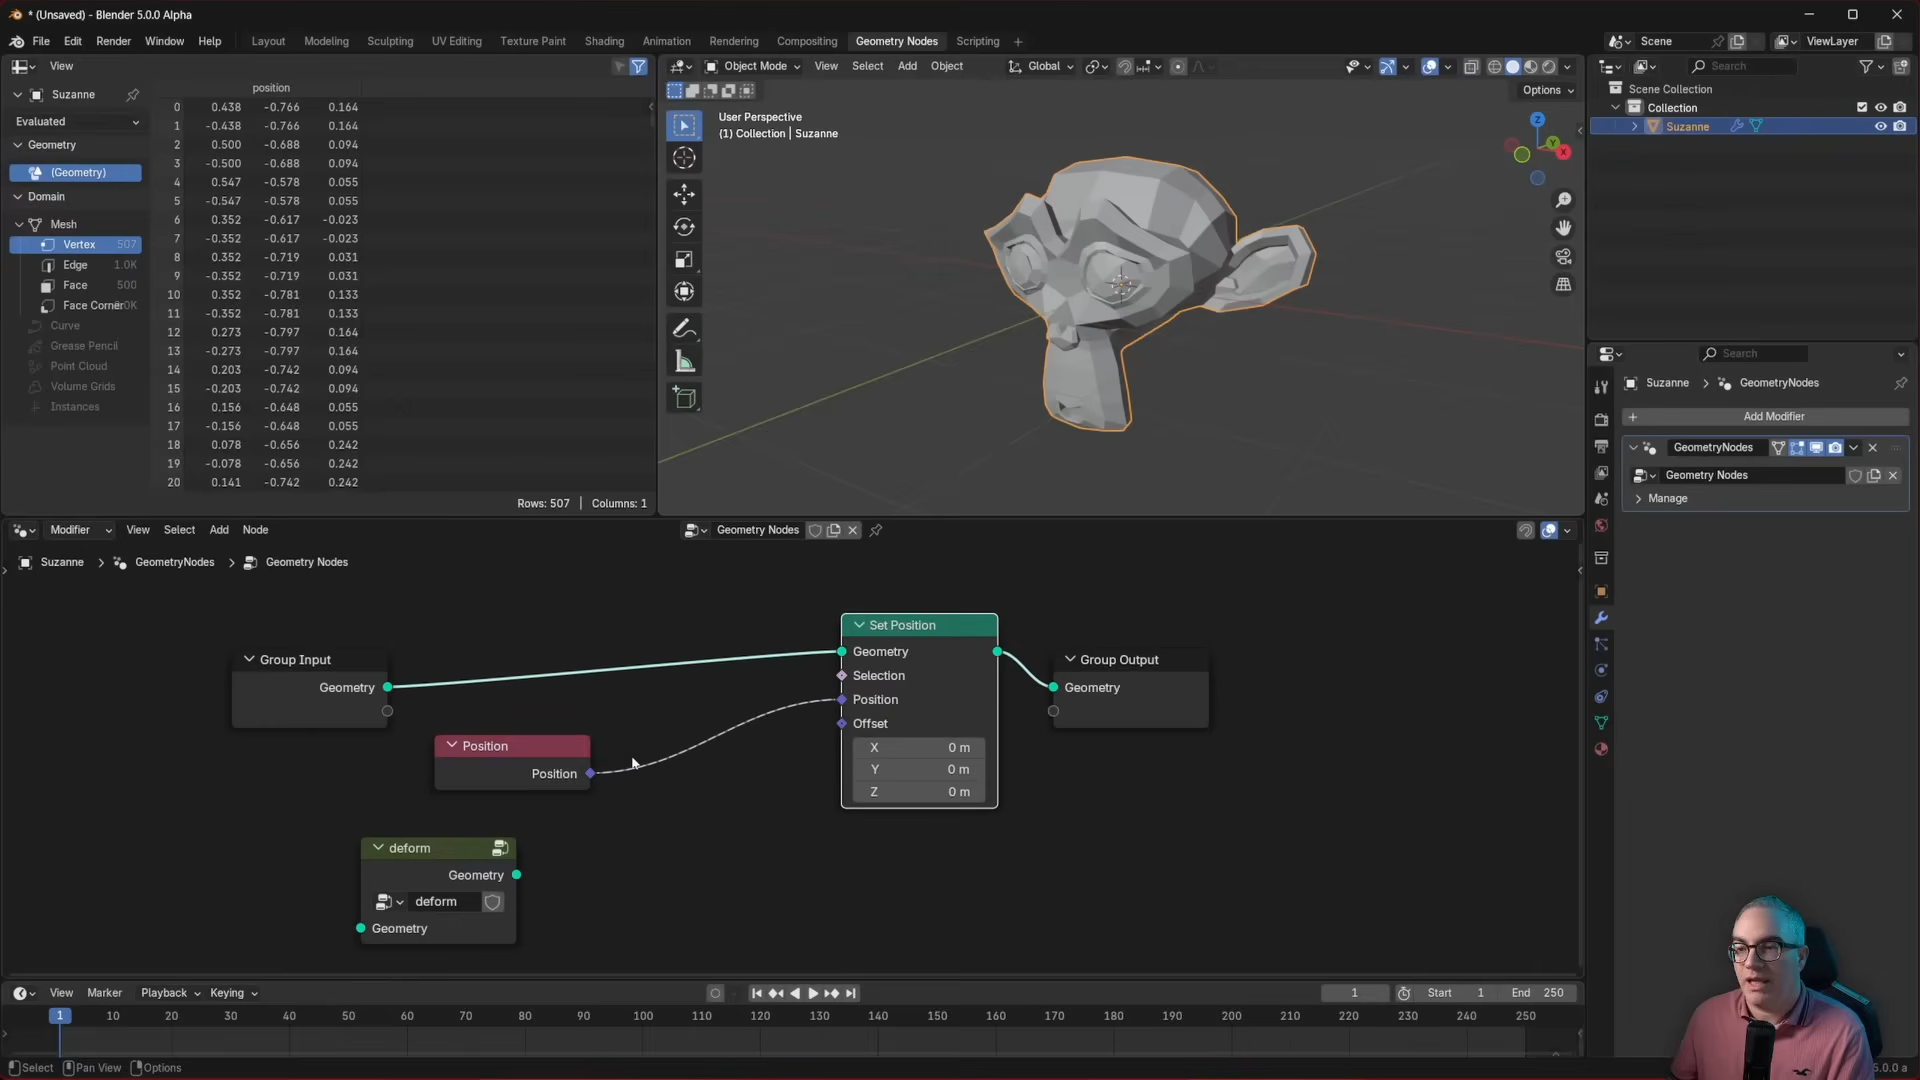 * (Unsaved) - Blender 5.0.0 Alpha
File Edit Render Window Help Layout Modeling Sculpting UV Editing Texture Paint Shading Animation Rendering Compositing Geometry Nodes Scripting + Scene ViewLayer
View
Suzanne
Evaluated
Geometry
(Geometry)
Domain
Mesh
Vertex 507
Edge 1.0K
Face 500
Face Corner
Curve
Grease Pencil
Point Cloud
Volume Grids
Instances
position
0 0.438 -0.766 0.164
1 -0.438 -0.766 0.164
2 0.500 -0.688 0.094
3 -0.500 -0.688 0.094
4 0.547 -0.578 0.055
5 -0.547 -0.578 0.055
6 0.352 -0.617 -0.023
7 -0.352 -0.617 -0.023
8 0.352 -0.719 0.031
9 -0.352 -0.719 0.031
10 0.352 -0.781 0.133
11 -0.352 -0.781 0.133
12 0.273 -0.797 0.164
13 -0.273 -0.797 0.164
14 0.203 -0.742 0.094
15 -0.203 -0.742 0.094
16 0.156 -0.648 0.055
17 -0.156 -0.648 0.055
18 0.078 -0.656 0.242
19 -0.078 -0.656 0.242
20 0.141 -0.742 0.242
Rows: 507 | Columns: 1
Object Mode View Select Add Object Global
Options
User Perspective
(1) Collection | Suzanne
Z
Y
X
Search
Scene Collection
Collection
Suzanne
Search
Suzanne > GeometryNodes
+ Add Modifier
GeometryNodes
Geometry Nodes
Manage
Modifier View Select Add Node Geometry Nodes
Suzanne > GeometryNodes > Geometry Nodes
Group Input
Geometry
Position
Position
deform
Geometry
deform
Geometry
Set Position
Geometry
Selection
Position
Offset
X 0 m
Y 0 m
Z 0 m
Group Output
Geometry
View Marker Playback Keying 1 Start 1 End 250
1 10 20 30 40 50 60 70 80 90 100 110 120 130 140 150 160 170 180 190 200 210 220 230 240 250
Select Pan View Options